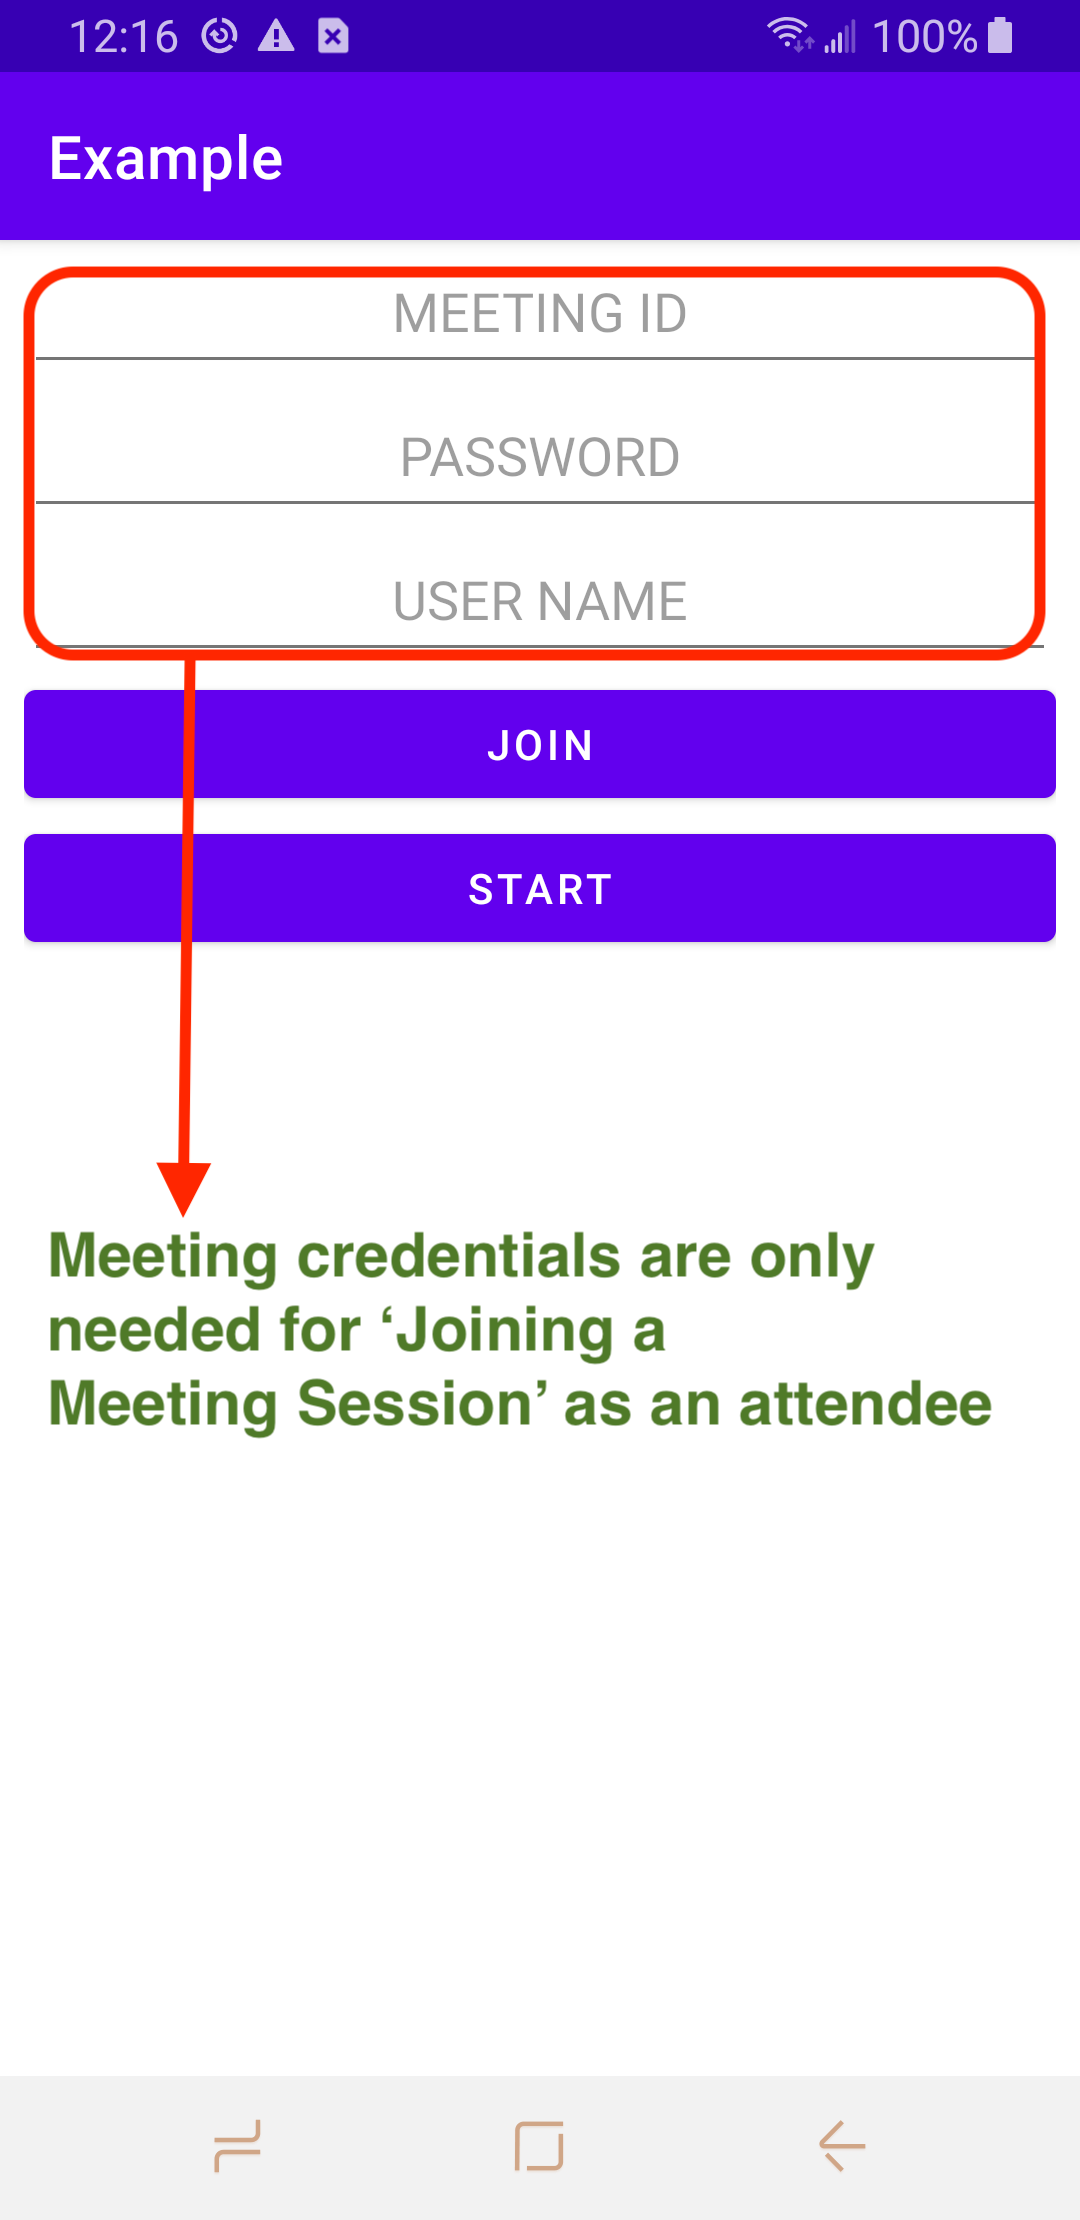 12:16 100%
Example
MEETING ID
PASSWORD
USER NAME
JOIN
START
Meeting credentials are only
needed for ‘Joining a
Meeting Session’ as an attendee